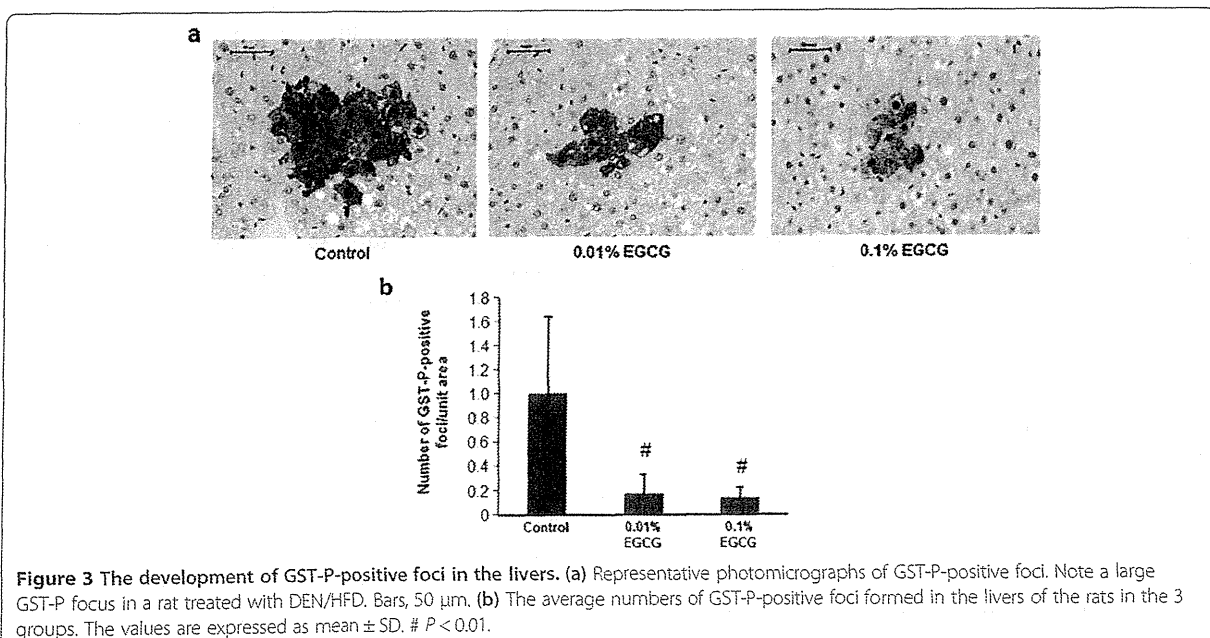 a
Control
0.01% EGCG
0.1% EGCG
b
Number of GST-P-positive
foci/unit area
1.8
1.6
1.4
1.2
1.0
0.8
0.6
0.4
0.2
0
#
#
Control
0.01%
EGCG
0.1%
EGCG
Figure 3 The development of GST-P-positive foci in the livers. (a) Representative photomicrographs of GST-P-positive foci. Note a large
GST-P focus in a rat treated with DEN/HFD. Bars, 50 μm. (b) The average numbers of GST-P-positive foci formed in the livers of the rats in the 3
groups. The values are expressed as mean ± SD. # P < 0.01.